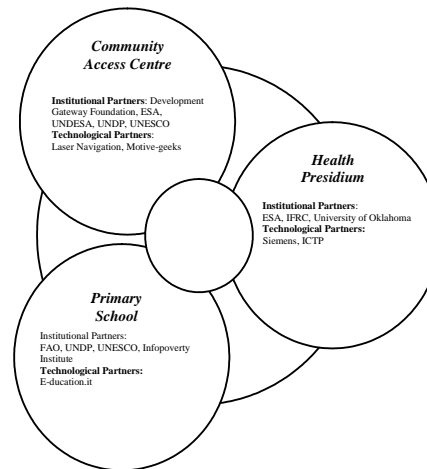 Community
Access Centre
Institutional Partners: Development
Gateway Foundation, ESA,
UNDESA, UNDP, UNESCO
Technological Partners:
Laser Navigation, Motive-geeks
Health
Presidium
Institutional Partners:
ESA, IFRC, University of Oklahoma
Technological Partners:
Siemens, ICTP
Primary
School
Institutional Partners:
FAO, UNDP, UNESCO, Infopoverty
Institute
Technological Partners:
E-ducation.it